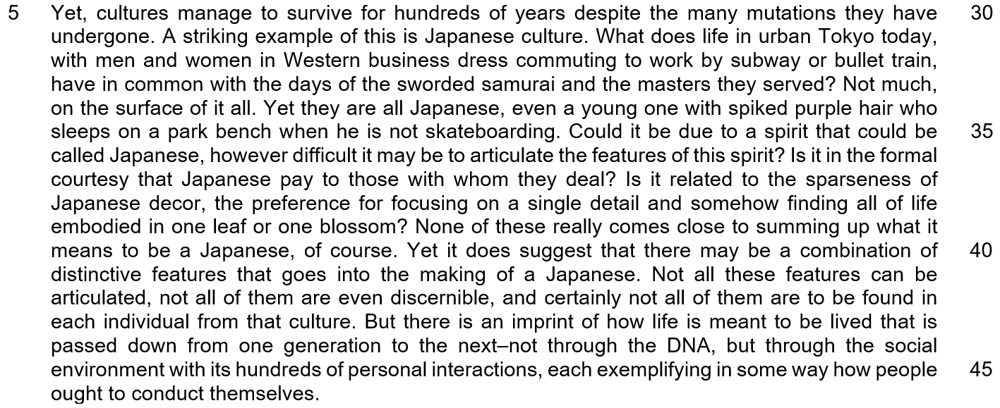 5 Yet, cultures manage to survive for hundreds of years despite the many mutations they have 30
undergone. A striking example of this is Japanese culture. What does life in urban Tokyo today,
with men and women in Western business dress commuting to work by subway or bullet train,
have in common with the days of the sworded samurai and the masters they served? Not much,
on the surface of it all. Yet they are all Japanese, even a young one with spiked purple hair who
sleeps on a park bench when he is not skateboarding. Could it be due to a spirit that could be 35
called Japanese, however difficult it may be to articulate the features of this spirit? Is it in the formal
courtesy that Japanese pay to those with whom they deal? Is it related to the sparseness of
Japanese decor, the preference for focusing on a single detail and somehow finding all of life
embodied in one leaf or one blossom? None of these really comes close to summing up what it
means to be a Japanese, of course. Yet it does suggest that there may be a combination of 40
distinctive features that goes into the making of a Japanese. Not all these features can be
articulated, not all of them are even discernible, and certainly not all of them are to be found in
each individual from that culture. But there is an imprint of how life is meant to be lived that is
passed down from one generation to the next–not through the DNA, but through the social
environment with its hundreds of personal interactions, each exemplifying in some way how people 45
ought to conduct themselves.